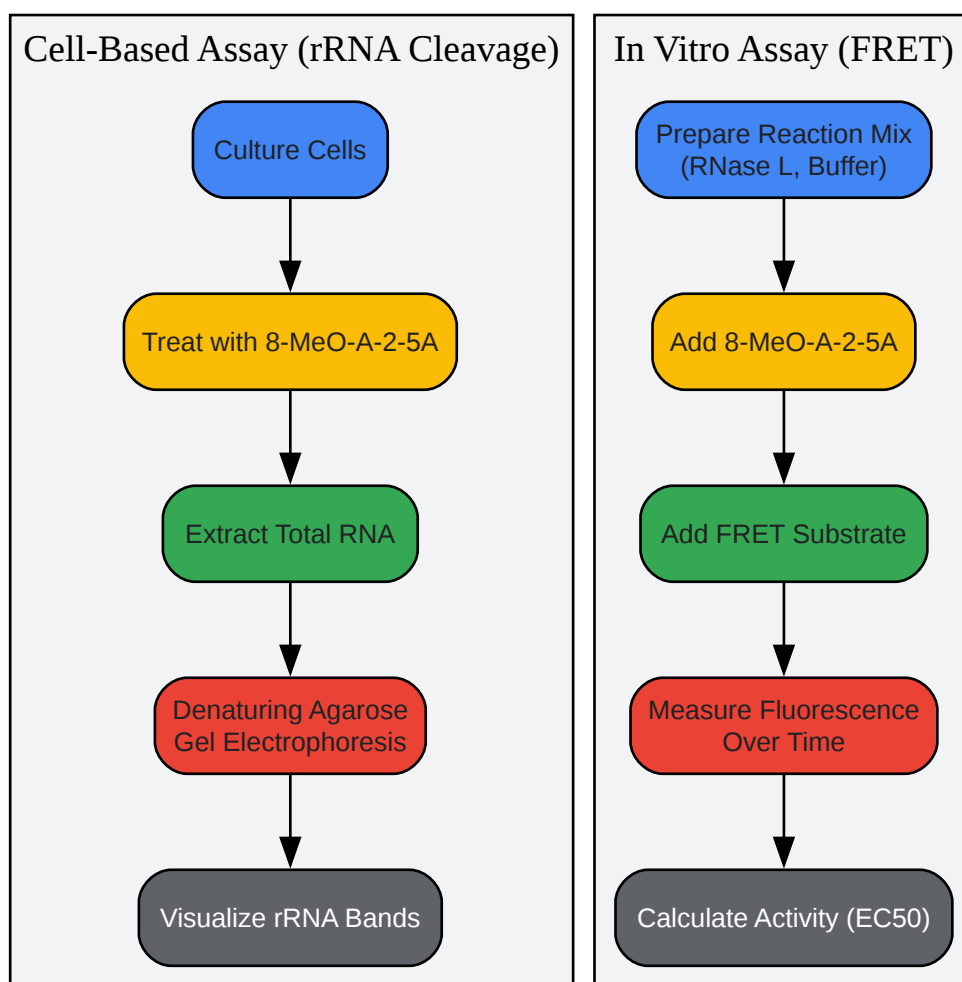 Cell-Based Assay (rRNA Cleavage)
Culture Cells
Treat with 8-MeO-A-2-5A
Extract Total RNA
Denaturing Agarose
Gel Electrophoresis
Visualize rRNA Bands
In Vitro Assay (FRET)
Prepare Reaction Mix
(RNase L, Buffer)
Add 8-MeO-A-2-5A
Add FRET Substrate
Measure Fluorescence
Over Time
Calculate Activity (EC50)